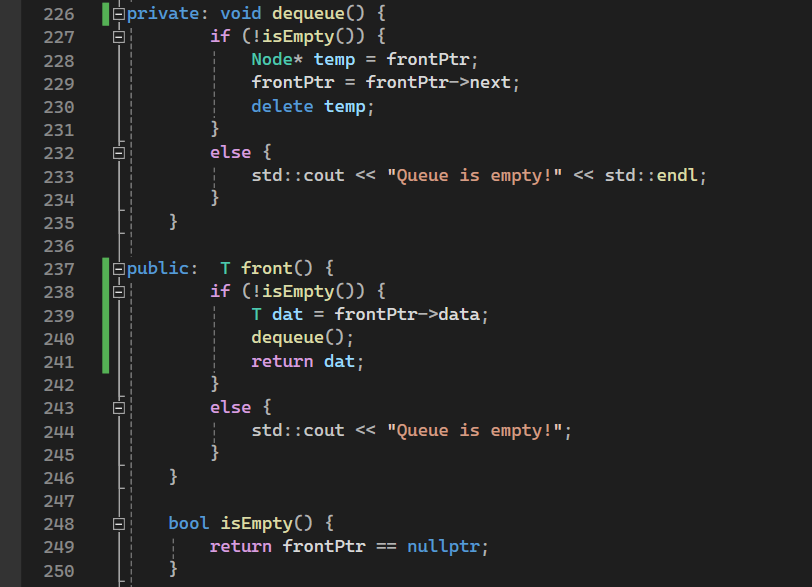 226 private: void dequeue() {
227 if (!isEmpty()) {
228 Node* temp = frontPtr;
229 frontPtr = frontPtr->next;
230 delete temp;
231 }
232 else {
233 std::cout << "Queue is empty!" << std::endl;
234 }
235 }
236
237 public: T front() {
238 if (!isEmpty()) {
239 T dat = frontPtr->data;
240 dequeue();
241 return dat;
242 }
243 else {
244 std::cout << "Queue is empty!";
245 }
246 }
247
248 bool isEmpty() {
249 return frontPtr == nullptr;
250 }